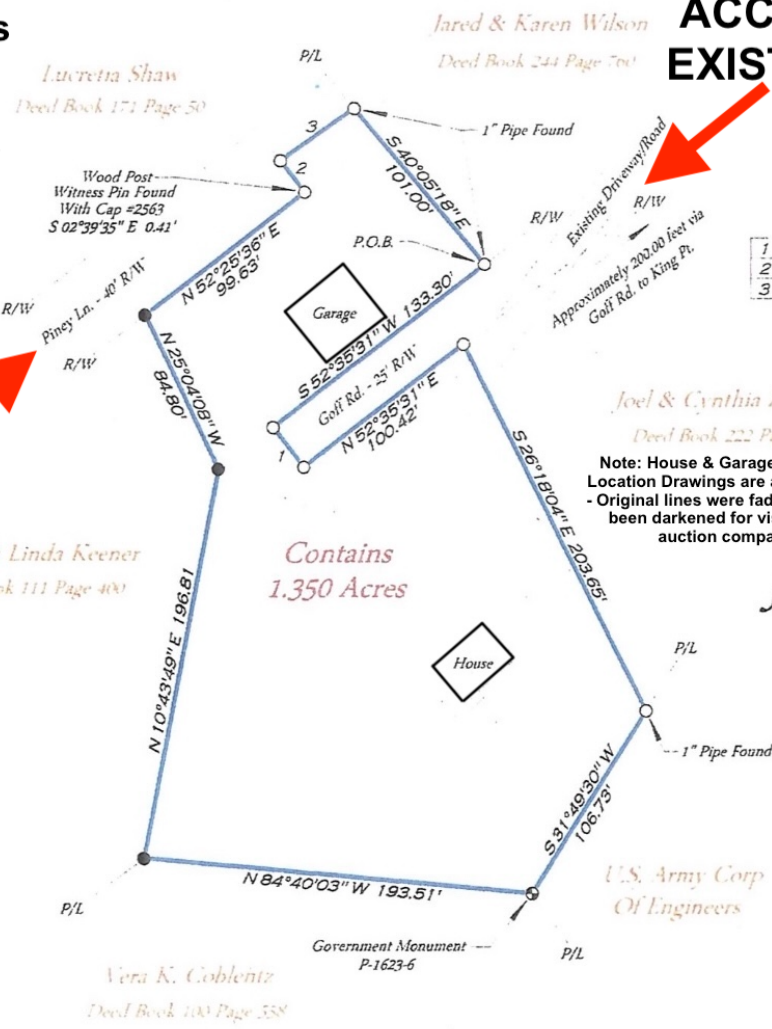 s
Jared & Karen Wilson
Deed Book 244 Page 760
ACC
EXIST
P/L
Lucretia Shaw
Deed Book 171 Page 50
3
2
1" Pipe Found
Wood Post
Witness Pin Found
With Cap #2563
S 02°39'35" E 0.41'
S 40°05'18" E
101.00'
Existing Driveway/Road
R/W
R/W
P.O.B.
Approximately 200.00 feet via
Goff Rd. to King Pt.
1
2
3
N 52°25'36" E
99.63'
Piney Ln. - 40' R/W
R/W
R/W
Garage
S 52°35'31" W 133.30'
Goff Rd. - 25' R/W
N 52°35'31" E
100.42'
1
N 25°04'08" W
84.80'
Joel & Cynthia
Deed Book 222 P
Note: House & Garage
Location Drawings are a
- Original lines were fad
been darkened for vis
auction compa
S 26°18'04" E 203.65'
Linda Keener
ok 111 Page 400
Contains
1.350 Acres
N 10°43'49" E 196.81
House
P/L
1" Pipe Found
S 31°49'30" W
106.73'
N 84°40'03" W 193.51'
U.S. Army Corp
Of Engineers
P/L
Government Monument
P-1623-6
P/L
Vera K. Coblentz
Deed Book 100 Page 338